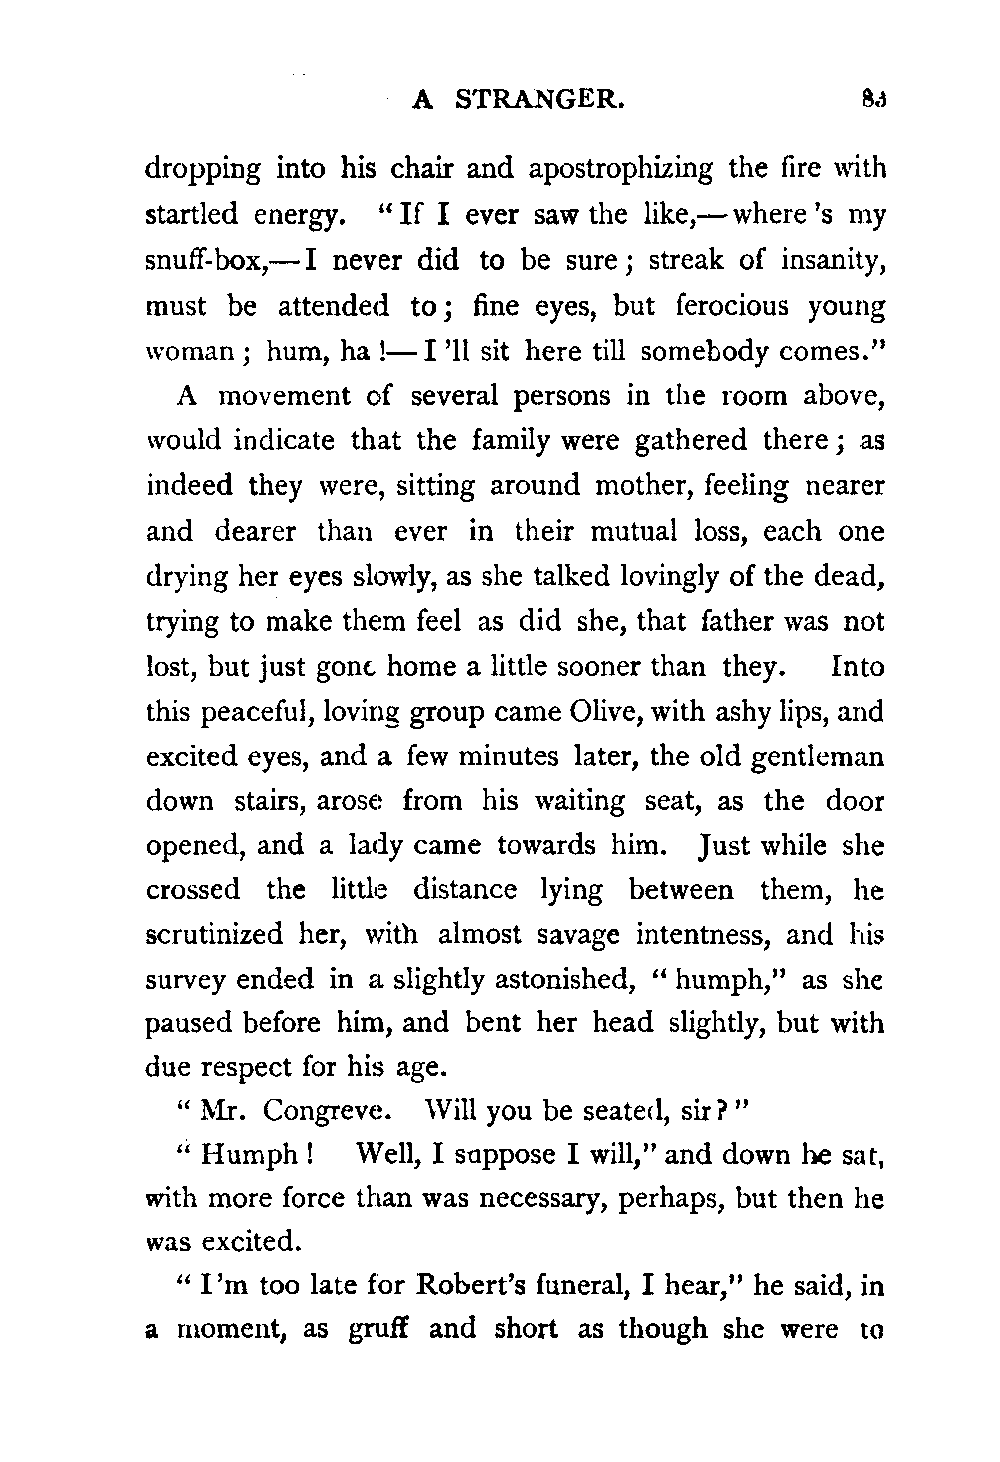 A STRANGER. 83
dropping into his chair and apostrophizing the fire with
startled energy. "If I ever saw the like,—where's my
snuff-box,—I never did to be sure; streak of insanity,
must be attended to; fine eyes, but ferocious young
woman; hum, ha!—I'll sit here till somebody comes."
A movement of several persons in the room above,
would indicate that the family were gathered there; as
indeed they were, sitting around mother, feeling nearer
and dearer than ever in their mutual loss, each one
drying her eyes slowly, as she talked lovingly of the dead,
trying to make them feel as did she, that father was not
lost, but just gone home a little sooner than they. Into
this peaceful, loving group came Olive, with ashy lips, and
excited eyes, and a few minutes later, the old gentleman
down stairs, arose from his waiting seat, as the door
opened, and a lady came towards him. Just while she
crossed the little distance lying between them, he
scrutinized her, with almost savage intentness, and his
survey ended in a slightly astonished, "humph," as she
paused before him, and bent her head slightly, but with
due respect for his age.
"Mr. Congreve. Will you be seated, sir?"
"Humph! Well, I suppose I will," and down he sat,
with more force than was necessary, perhaps, but then he
was excited.
"I'm too late for Robert's funeral, I hear," he said, in
a moment, as gruff and short as though she were to